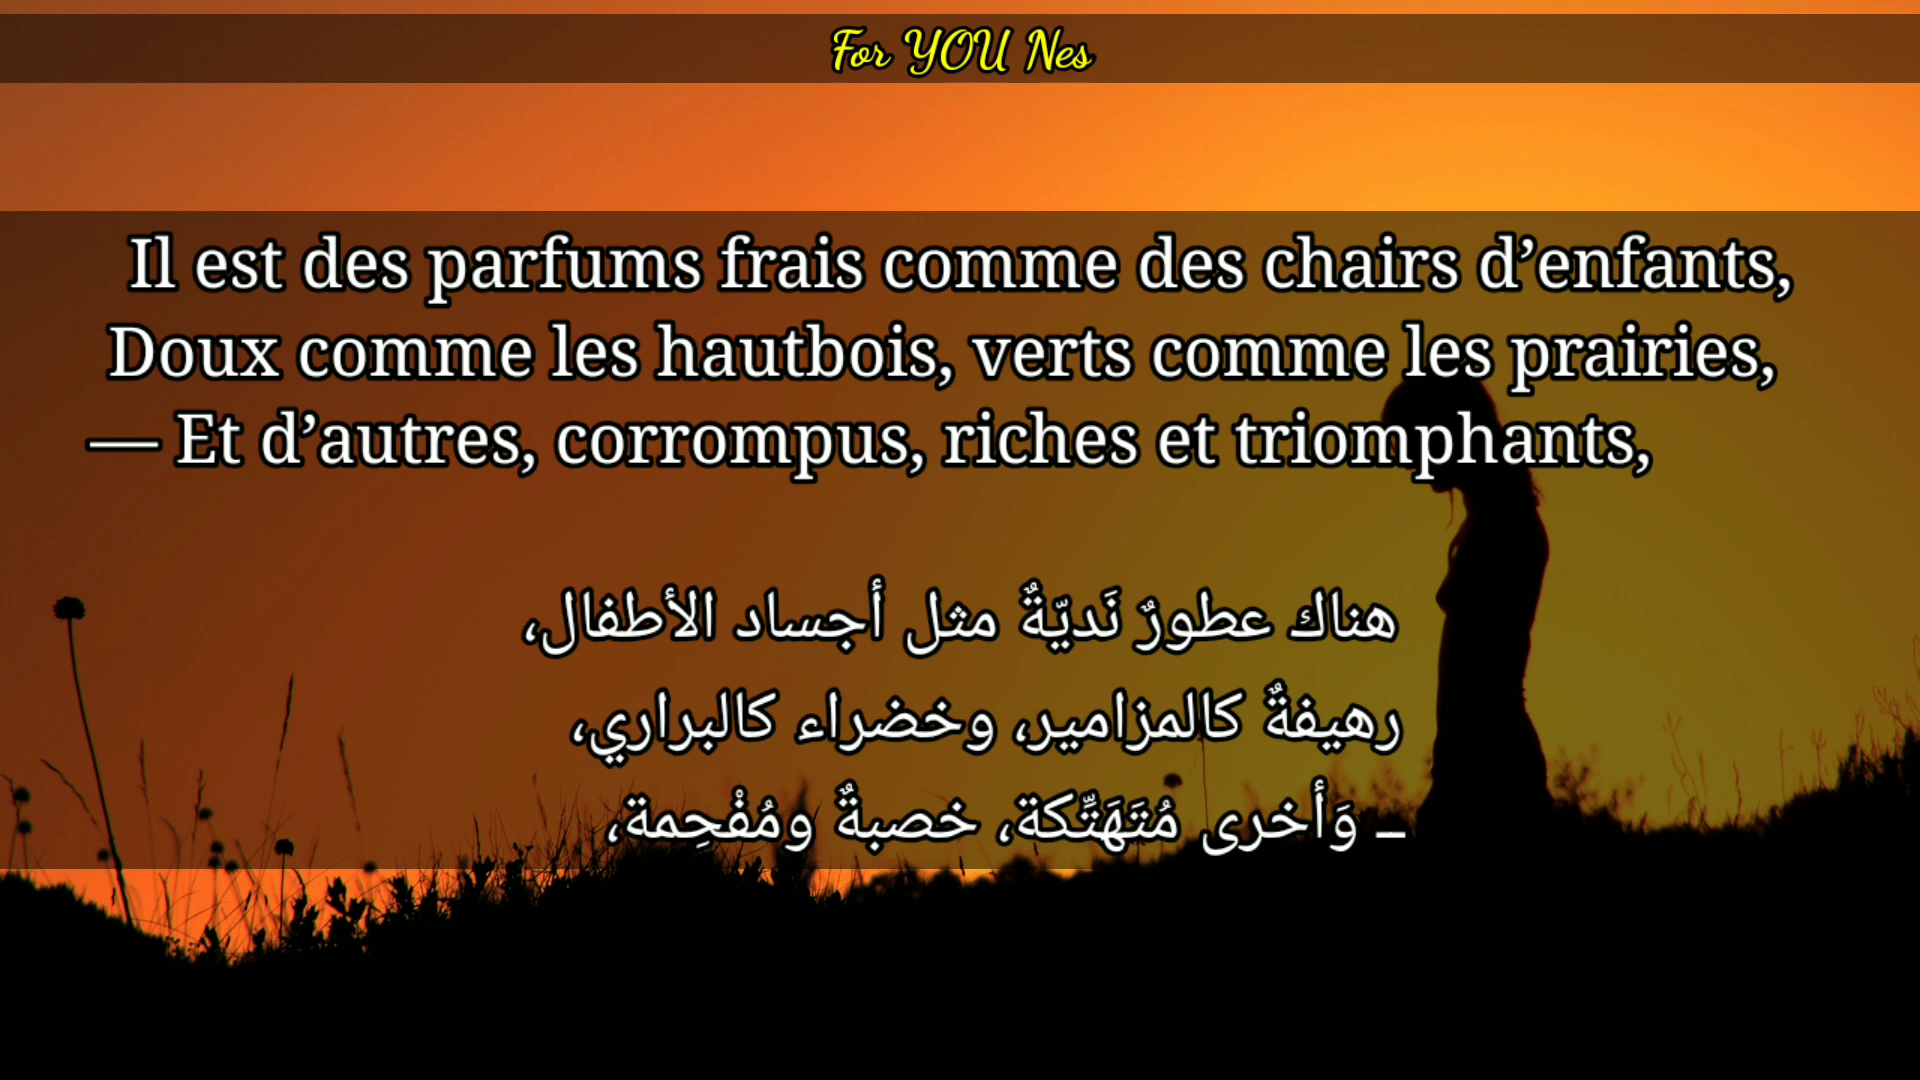 For YOU Nes
Il est des parfums frais comme des chairs d’enfants,
Doux comme les hautbois, verts comme les prairies,
— Et d’autres, corrompus, riches et triomphants,
هناك عطورٌ نَديّةٌ مثل أجساد الأطفال،
رهيفةٌ كالمزامير، وخضراء كالبراري،
ـ وَأخرى مُتَهَتِّكة، خصبةٌ ومُفْحِمة،